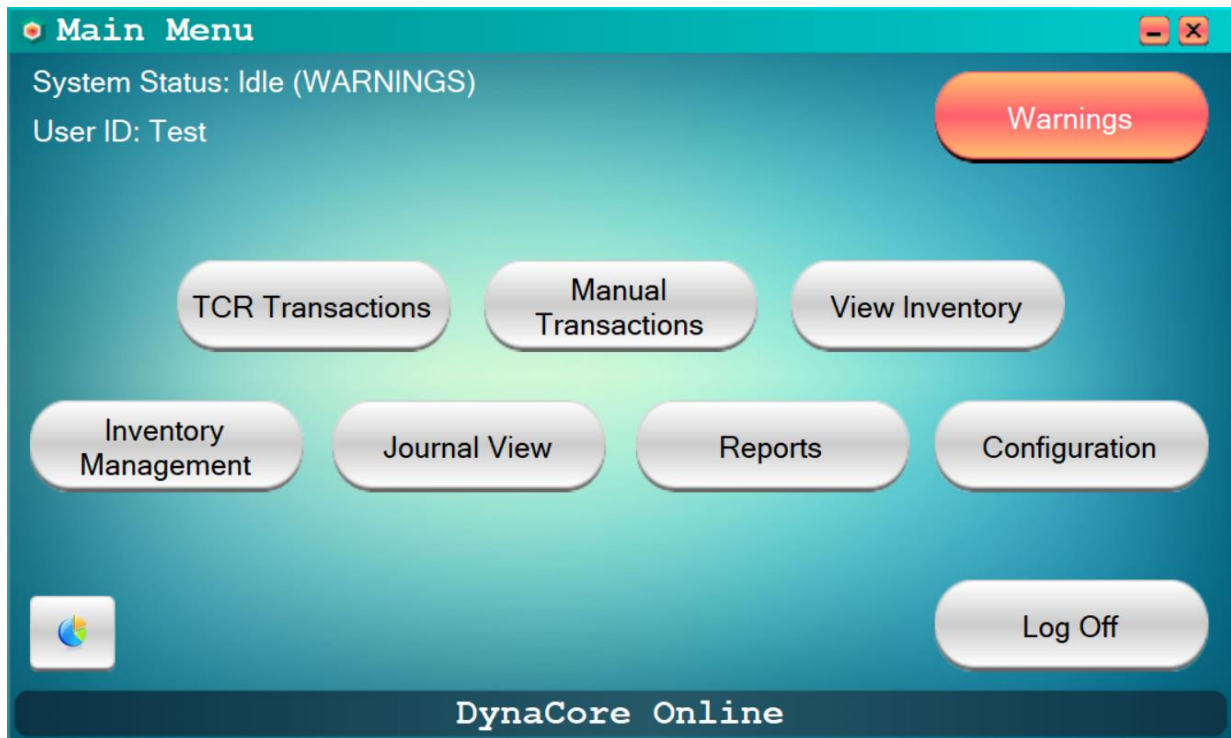 Main Menu
System Status: Idle (WARNINGS)
User ID: Test
Warnings
TCR Transactions
Manual
Transactions
View Inventory
Inventory
Management
Journal View
Reports
Configuration
Log Off
DynaCore Online